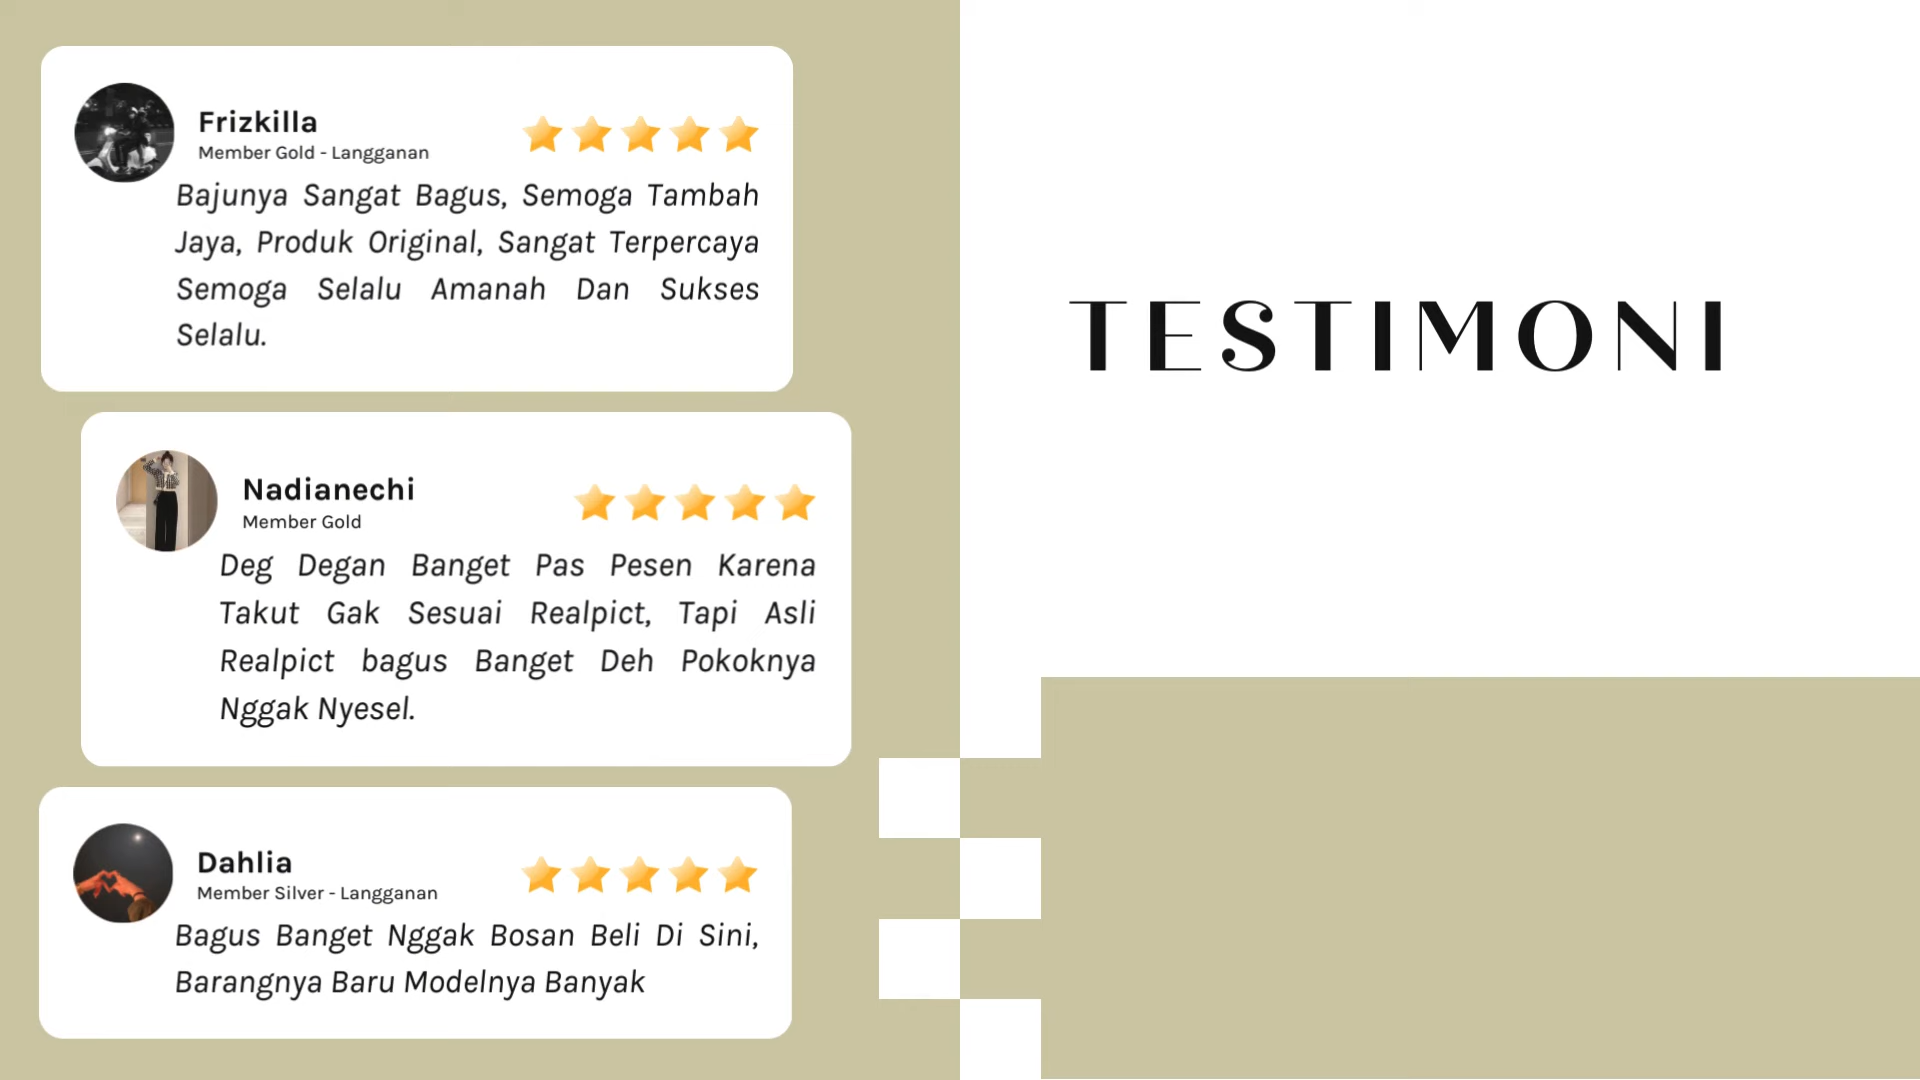 Frizkilla
Member Gold - Langganan
Bajunya Sangat Bagus, Semoga Tambah
Jaya, Produk Original, Sangat Terpercaya
Semoga Selalu Amanah Dan Sukses
Selalu.
Nadianechi
Member Gold
Deg Degan Banget Pas Pesen Karena
Takut Gak Sesuai Realpict, Tapi Asli
Realpict bagus Banget Deh Pokoknya
Nggak Nyesel.
Dahlia
Member Silver - Langganan
Bagus Banget Nggak Bosan Beli Di Sini,
Barangnya Baru Modelnya Banyak
TESTIMONI